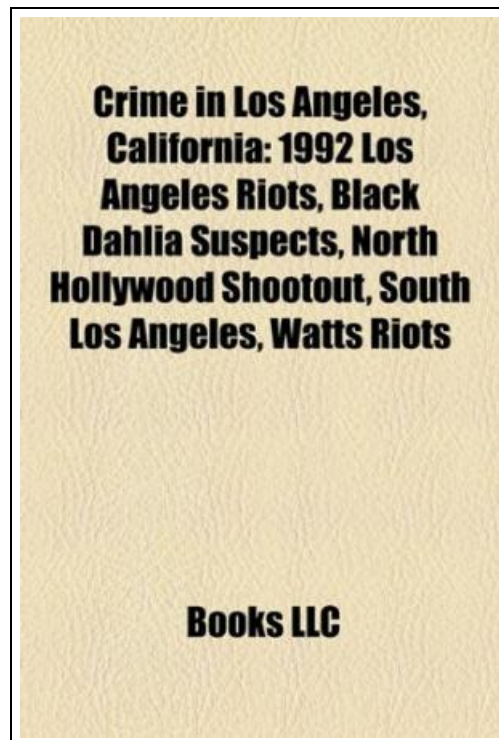 Crime in Los Angeles,
California: 1992 Los
Angeles Riots, Black
Dahlia Suspects, North
Hollywood Shootout, South
Los Angeles, Watts Riots
Books LLC